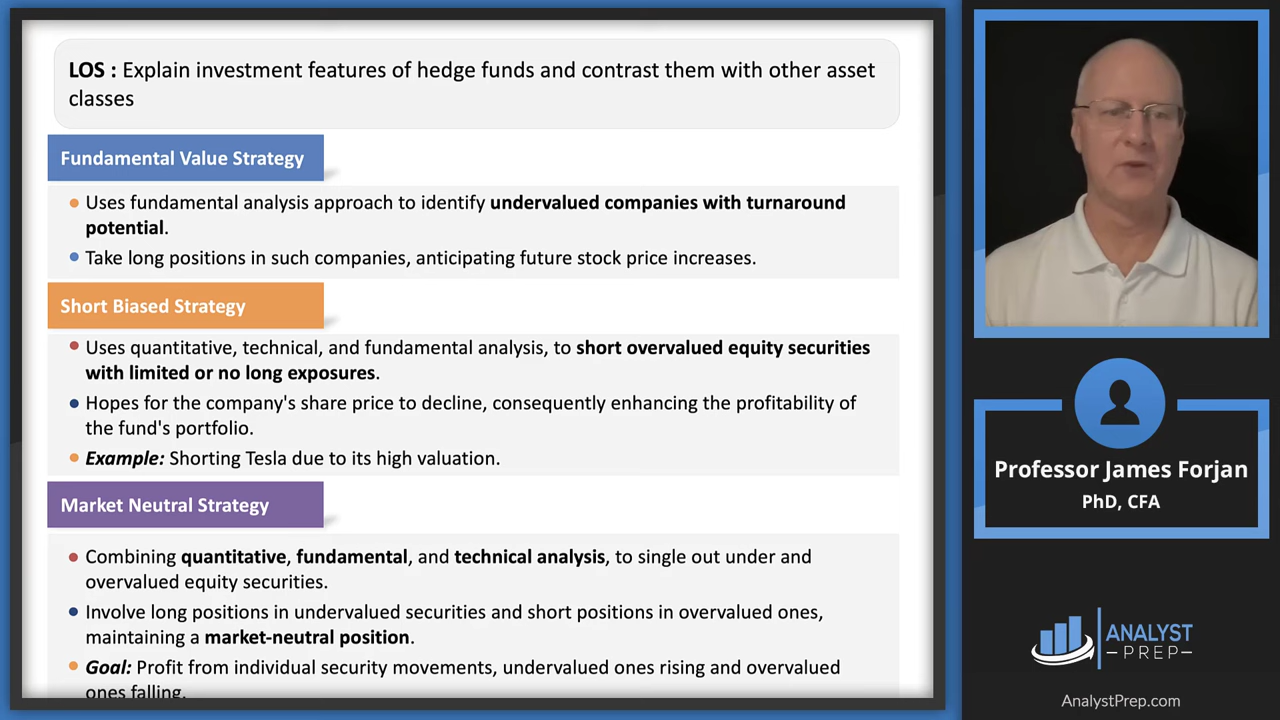 LOS : Explain investment features of hedge funds and contrast them with other asset
classes
Fundamental Value Strategy
Uses fundamental analysis approach to identify undervalued companies with turnaround
potential.
Take long positions in such companies, anticipating future stock price increases.
Short Biased Strategy
Uses quantitative, technical, and fundamental analysis, to short overvalued equity securities
with limited or no long exposures.
Hopes for the company's share price to decline, consequently enhancing the profitability of
the fund's portfolio.
Example: Shorting Tesla due to its high valuation.
Market Neutral Strategy
Combining quantitative, fundamental, and technical analysis, to single out under and
overvalued equity securities.
Involve long positions in undervalued securities and short positions in overvalued ones,
maintaining a market-neutral position.
Goal: Profit from individual security movements, undervalued ones rising and overvalued
ones falling.
Professor James Forjan
PhD, CFA
ANALYST
–PREP–
AnalystPrep.com